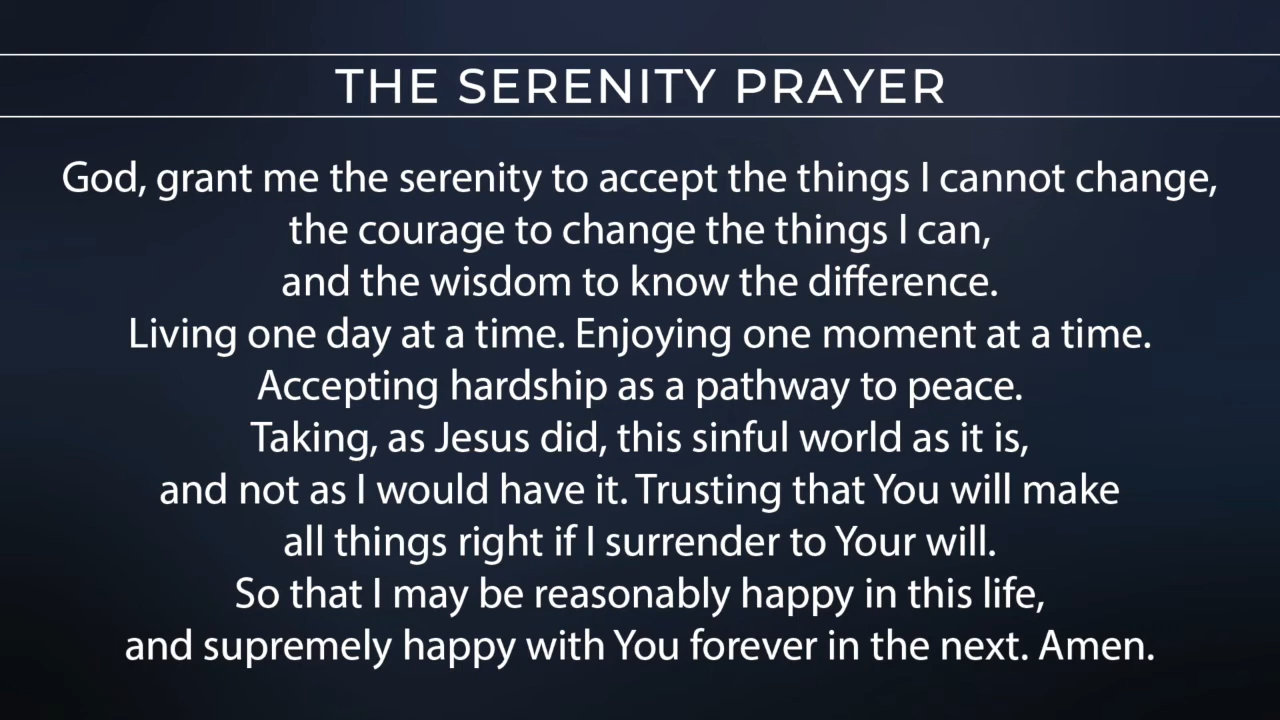 THE SERENITY PRAYER
God, grant me the serenity to accept the things I cannot change,
the courage to change the things I can,
and the wisdom to know the difference.
Living one day at a time. Enjoying one moment at a time.
Accepting hardship as a pathway to peace.
Taking, as Jesus did, this sinful world as it is,
and not as I would have it. Trusting that You will make
all things right if I surrender to Your will.
So that I may be reasonably happy in this life,
and supremely happy with You forever in the next. Amen.